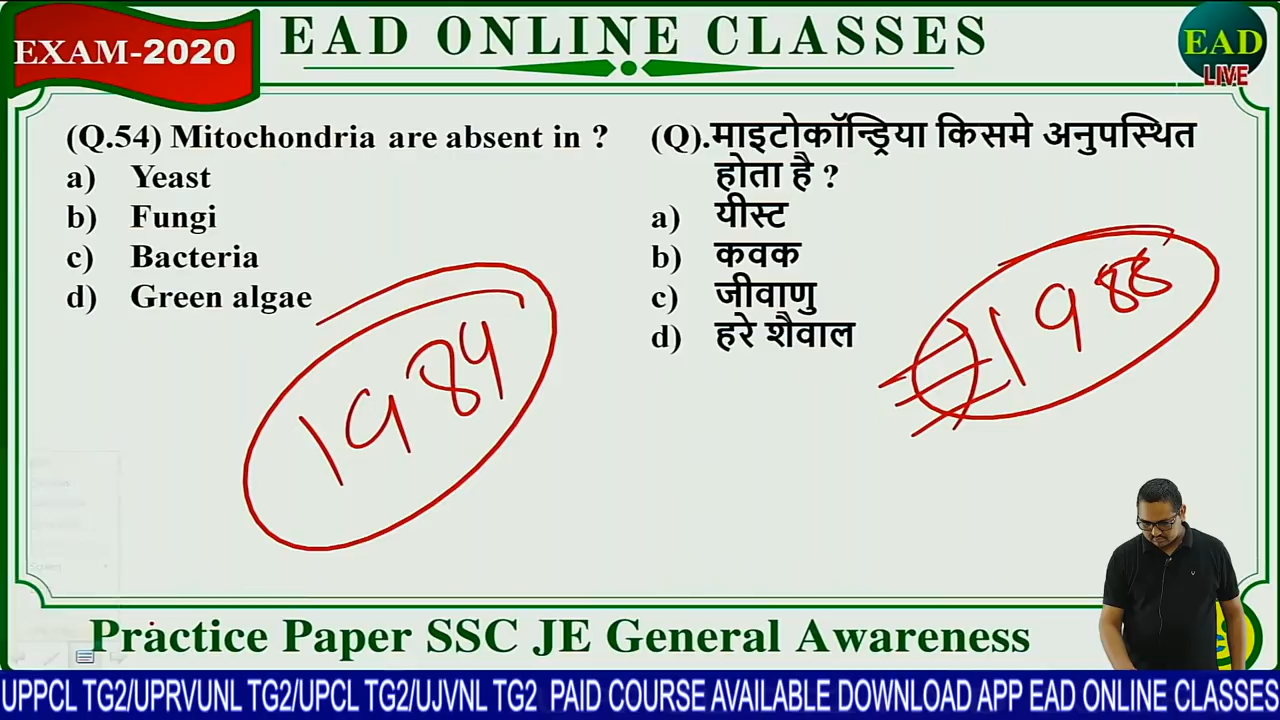 EXAM-2020
EAD ONLINE CLASSES
EAD
LIVE
(Q.54) Mitochondria are absent in ?
a) Yeast
b) Fungi
c) Bacteria
d) Green algae
(Q).माइटोकॉन्ड्रिया किसमे अनुपस्थित
होता है ?
a) यीस्ट
b) कवक
c) जीवाणु
d) हरे शैवाल
1984
1988
Practice Paper SSC JE General Awareness
UPPCL TG2/UPRVUNL TG2/UPCL TG2/UJVNL TG2 PAID COURSE AVAILABLE DOWNLOAD APP EAD ONLINE CLASSES